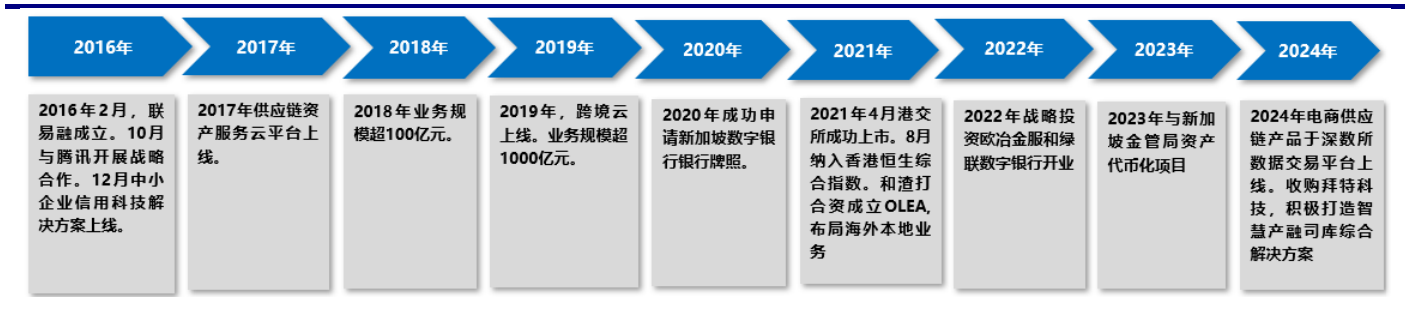 2016年
2017年
2018年
2019年
2020年
2021年
2022年
2023年
2024年
2016年2月，联
易融成立。10月
与腾讯开展战略
合作。12月中小
企业信用科技解
决方案上线。
2017年供应链资
产服务云平台上
线。
2018年业务规
模超100亿元。
2019年，跨境云
上线。业务规模超
1000亿元。
2020年成功申
请新加坡数字银
行银行牌照。
2021年4月港交
所成功上市。8月
纳入香港恒生综
合指数。和渣打
合资成立OLEA,
布局海外本地业
务
2022年战略投
资欧冶金服和绿
联数字银行开业
2023年与新加
坡金管局资产
代币化项目
2024年电商供应
链产品于深数所
数据交易平台上
线。收购拜特科
技，积极打造智
慧产融司库综合
解决方案